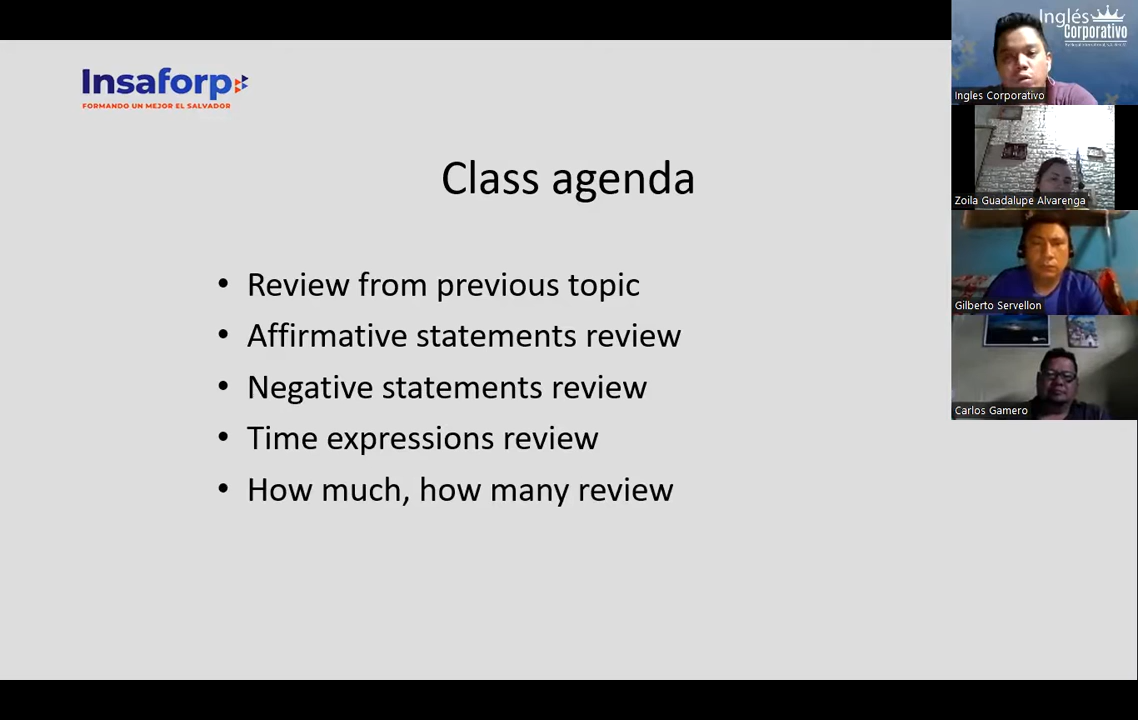 Insaforp
FORMANDO UN MEJOR EL SALVADOR
Class agenda
• Review from previous topic
• Affirmative statements review
• Negative statements review
• Time expressions review
• How much, how many review
Inglés
Corporativo
Ingles Corporativo
Zoila Guadalupe Alvarenga
Gilberto Servellon
Carlos Gamero